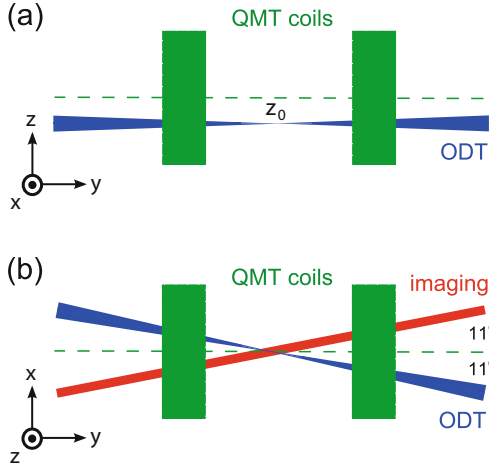 (a)
QMT coils
z₀
z
ODT
y
x
(b)
QMT coils
imaging
11°
x
11°
ODT
y
z